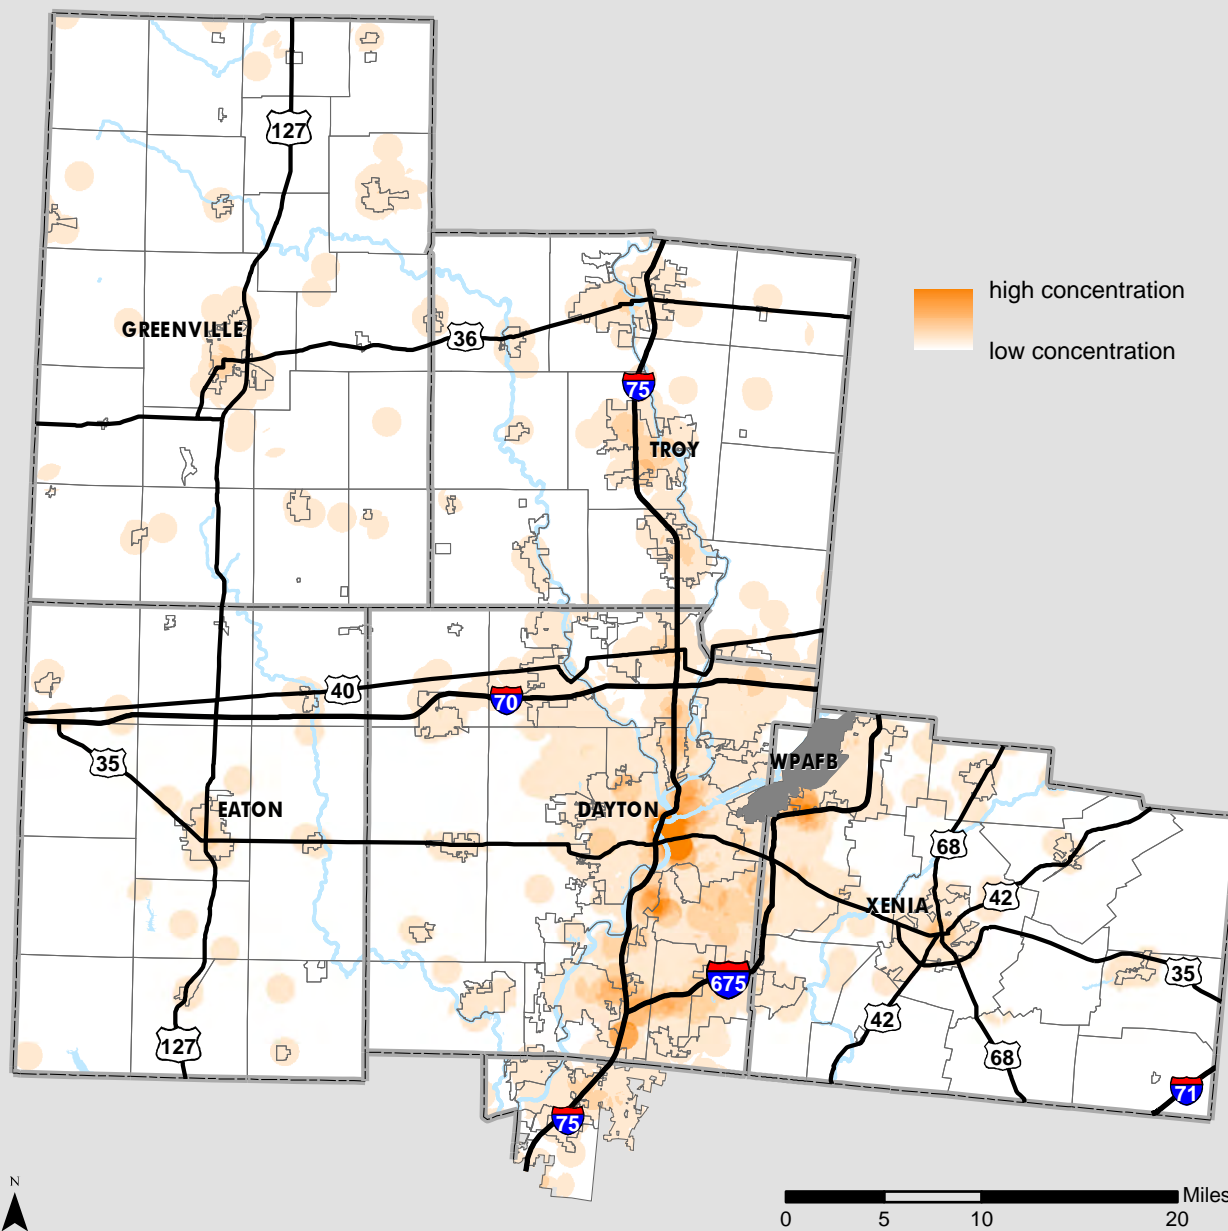 127
high concentration
GREENVILLE
36
low concentration
75
TROY
40
70
35
WPAFB
EATON
DAYTON
68
42
XENIA
35
675
42
127
68
71
75
N
Miles
0 5 10 20